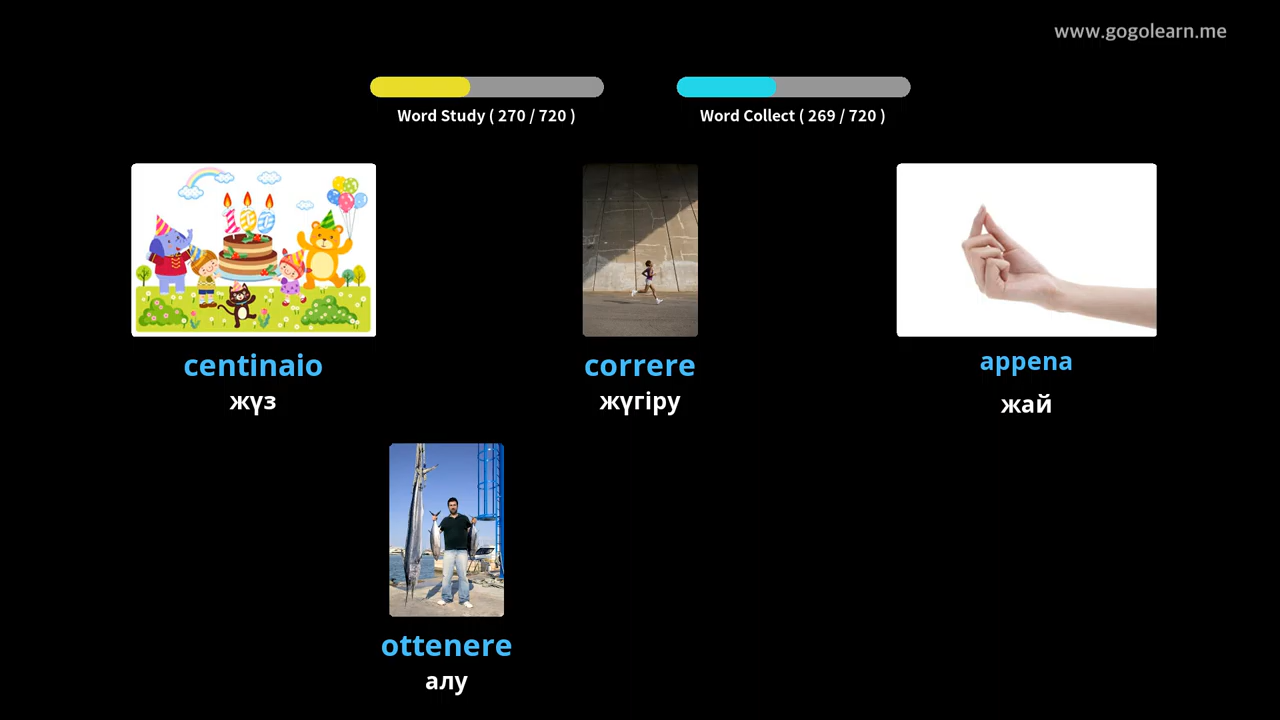 www.gogolearn.me
Word Study ( 270 / 720 )
Word Collect ( 269 / 720 )
100
centinaio
жүз
correre
жүгіру
appena
жай
ottenere
алу